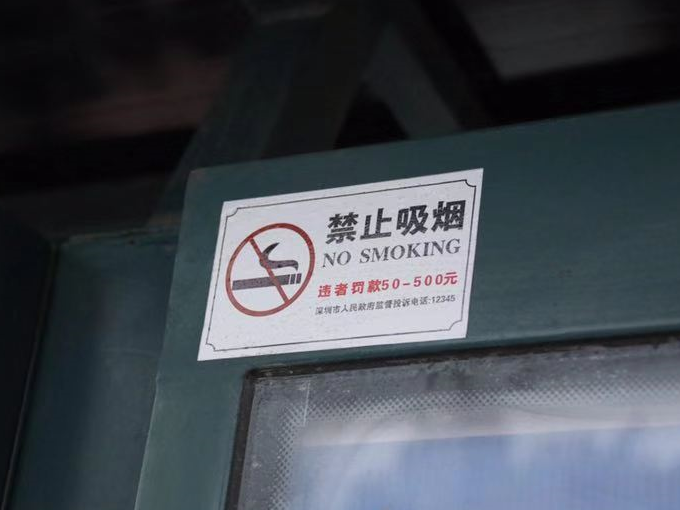 禁止吸烟
NO SMOKING
违者罚款50-500元
深圳市人民政府监督投诉电话:12345